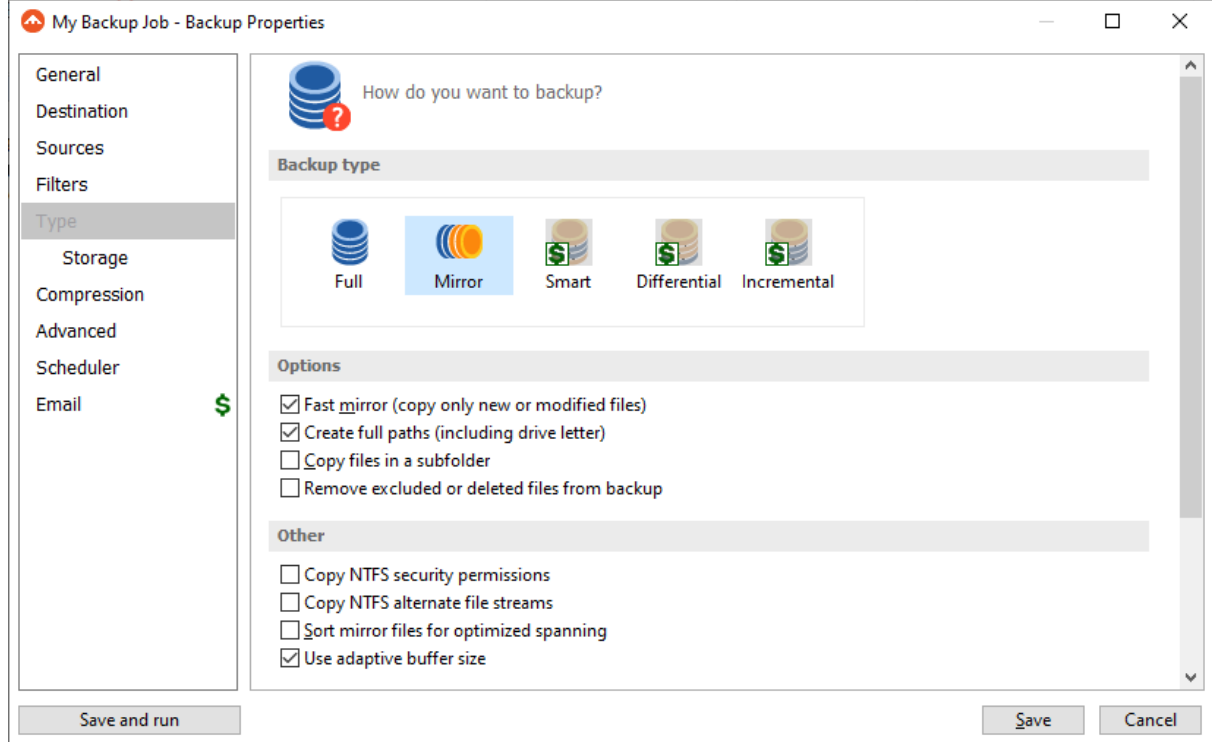 My Backup Job - Backup Properties
General
Destination
Sources
Filters
Type
Storage
Compression
Advanced
Scheduler
Email $
How do you want to backup?
Backup type
Full Mirror Smart Differential Incremental
Options
Fast mirror (copy only new or modified files)
Create full paths (including drive letter)
Copy files in a subfolder
Remove excluded or deleted files from backup
Other
Copy NTFS security permissions
Copy NTFS alternate file streams
Sort mirror files for optimized spanning
Use adaptive buffer size
Save and run Save Cancel